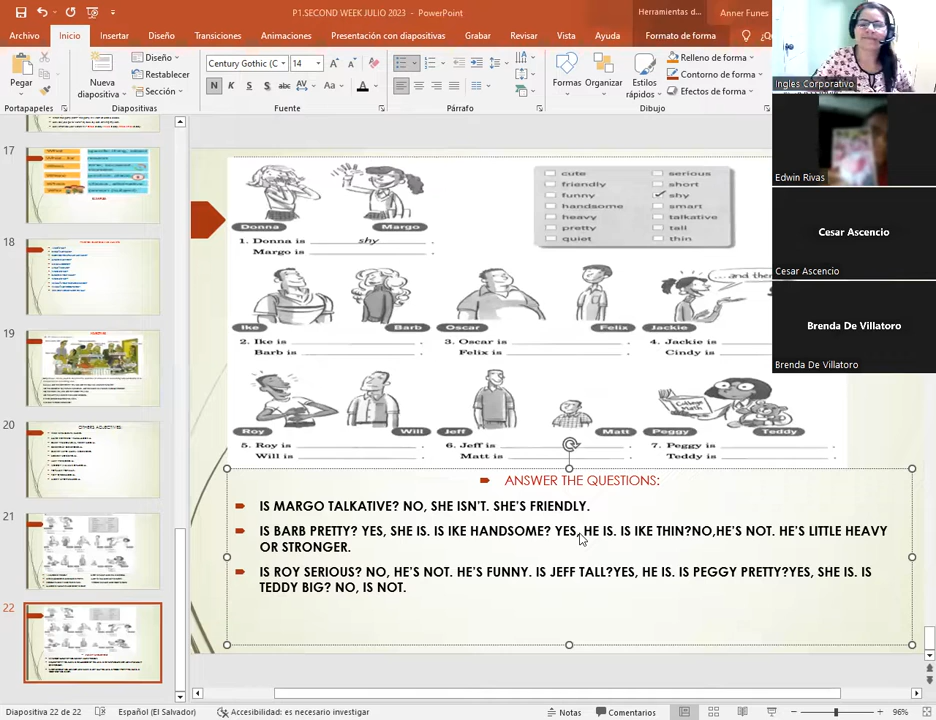 P1.SECOND WEEK JULIO 2023 - PowerPoint
Herramientas d...
Anner Funes
Archivo Inicio Insertar Diseño Transiciones Animaciones Presentación con diapositivas Grabar Revisar Vista Ayuda Formato de forma
Pegar
Nueva diapositiva
Diseño
Restablecer
Sección
Century Gothic (C
14
N K S S abc AV Aa A
Formas Organizar Estilos rápidos
Relleno de forma
Contorno de forma
Efectos de forma
Portapapeles Diapositivas Fuente Párrafo Dibujo
Ingles Corporativo
Edwin Rivas
Cesar Ascencio
Cesar Ascencio
Brenda De Villatoro
Brenda De Villatoro
17
18
19
20
21
22
cute serious
friendly short
funny shy
handsome smart
heavy talkative
pretty tall
quiet thin
Donna Margo
1. Donna is shy .
Margo is .
and the
Ike Barb Oscar Felix Jackie
2. Ike is . 3. Oscar is . 4. Jackie is
Barb is . Felix is . Cindy is
College Math
Roy Will Jeff Matt Peggy Teddy
5. Roy is . 6. Jeff is . 7. Peggy is .
Will is . Matt is . Teddy is .
ANSWER THE QUESTIONS:
IS MARGO TALKATIVE? NO, SHE ISN'T. SHE'S FRIENDLY.
IS BARB PRETTY? YES, SHE IS. IS IKE HANDSOME? YES, HE IS. IS IKE THIN?NO,HE'S NOT. HE'S LITTLE HEAVY
OR STRONGER.
IS ROY SERIOUS? NO, HE'S NOT. HE'S FUNNY. IS JEFF TALL?YES, HE IS. IS PEGGY PRETTY?YES, SHE IS. IS
TEDDY BIG? NO, IS NOT.
Diapositiva 22 de 22 Español (El Salvador) Accesibilidad: es necesario investigar Notas Comentarios 96%